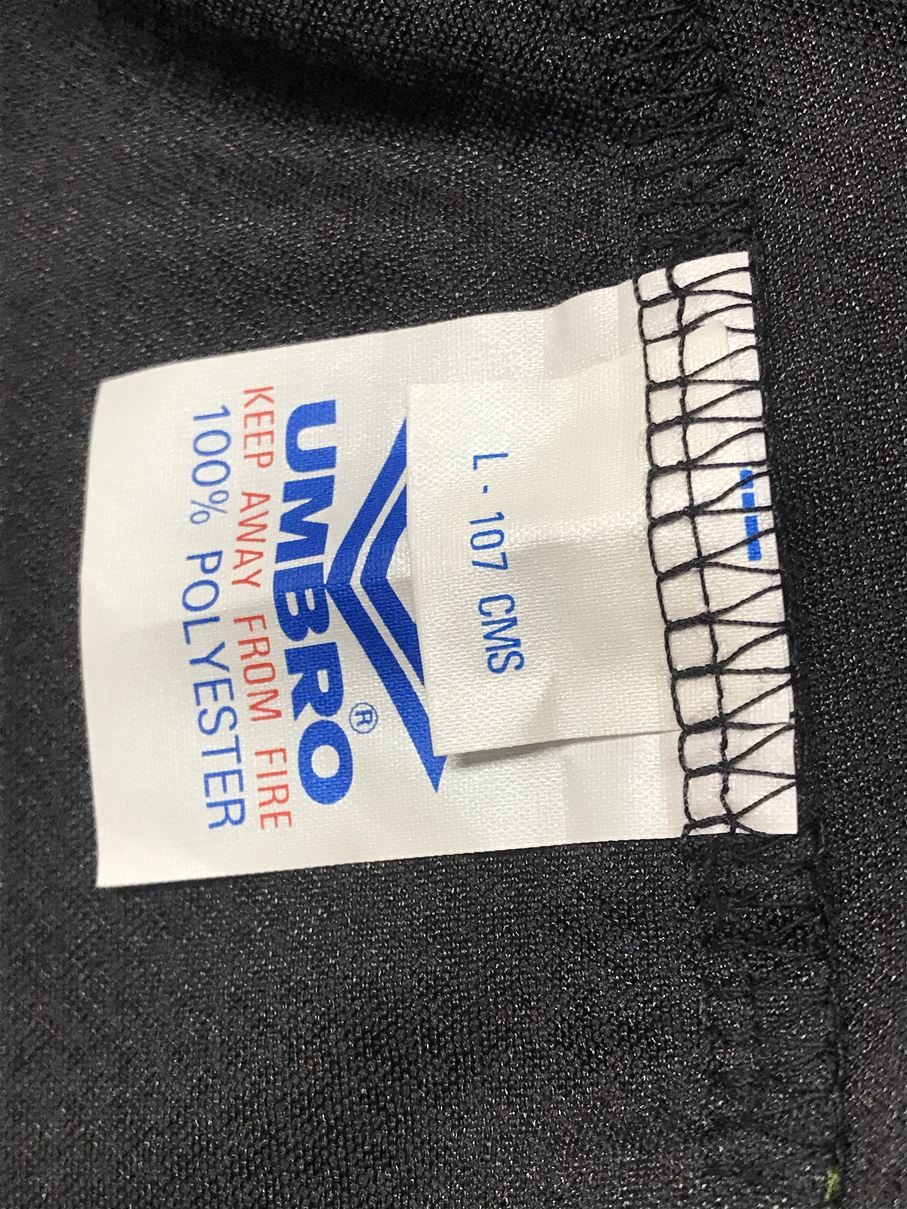 L - 107 CMS
UMBRO®
KEEP AWAY FROM FIRE
100% POLYESTER